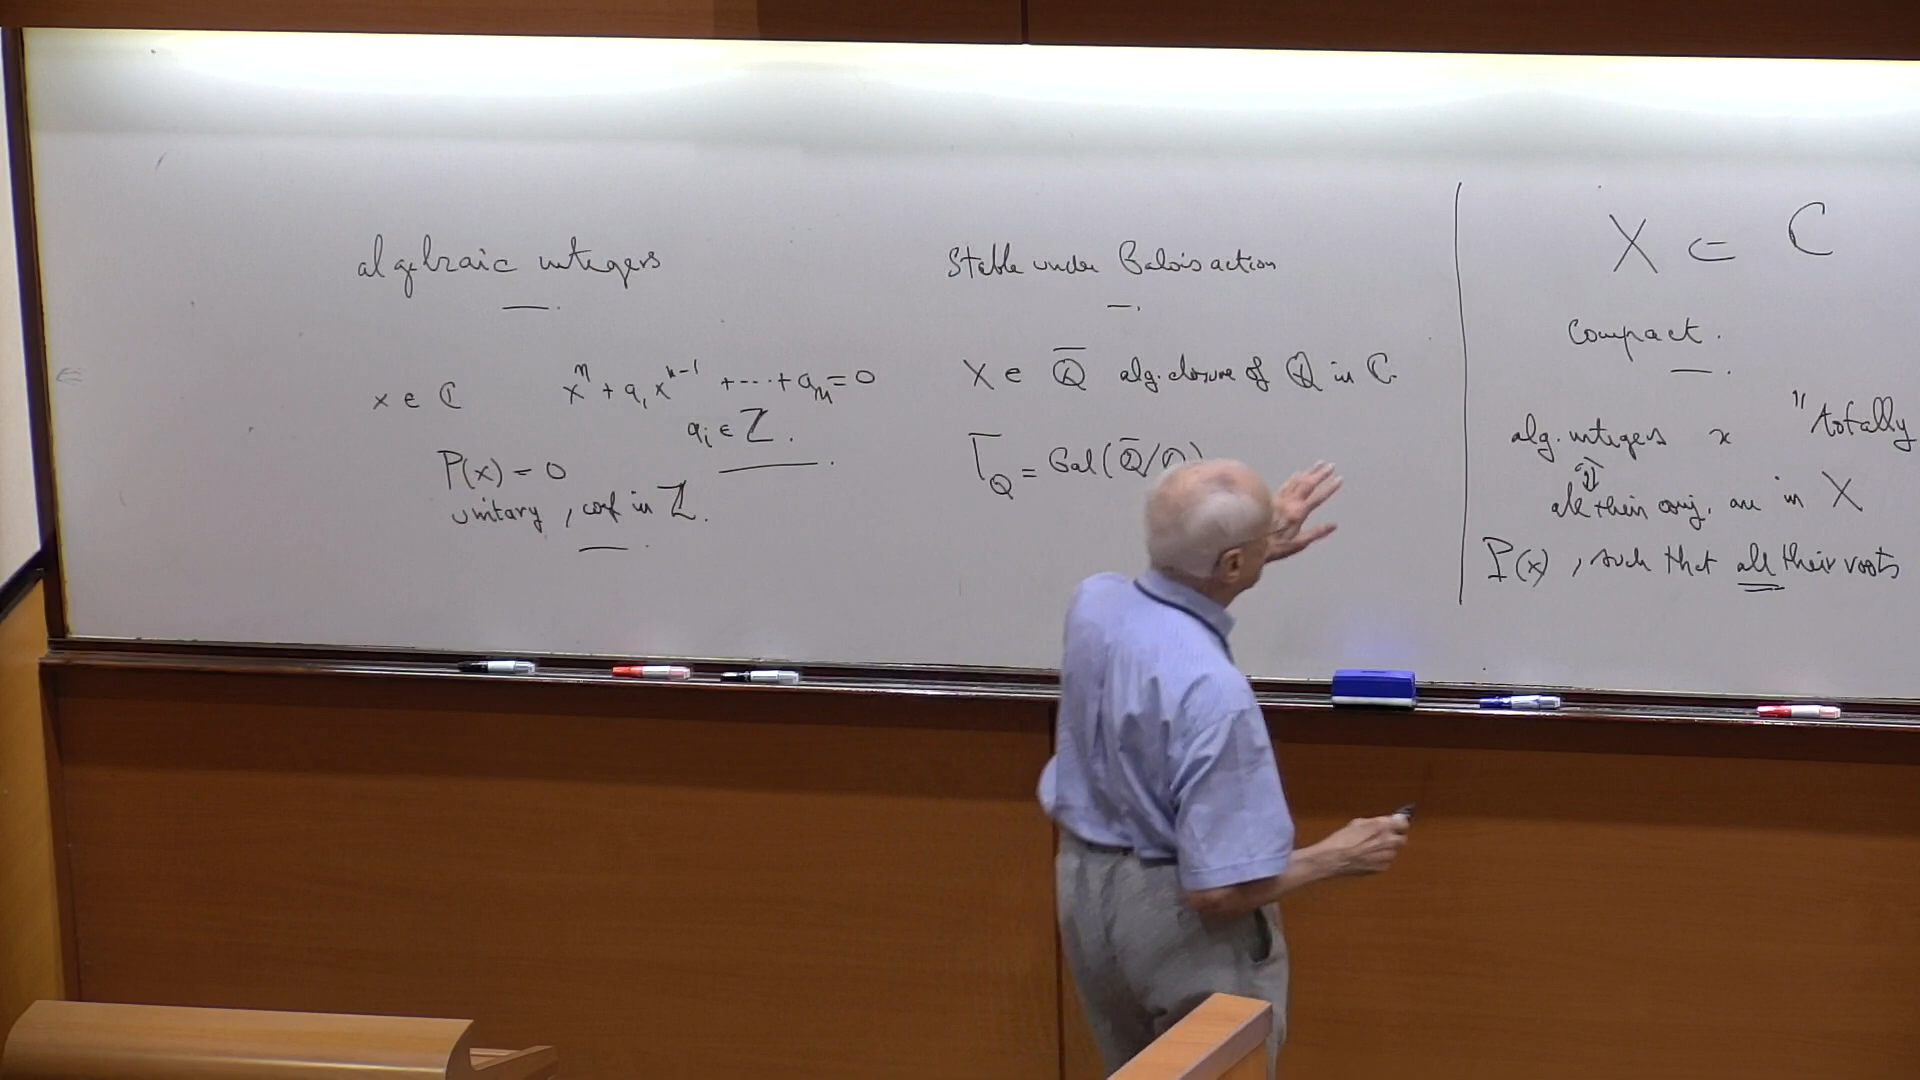 algebraic integers
x ∈ ℂ xⁿ + a₁xⁿ⁻¹ + ---- + aₙ = 0
aᵢ ∈ ℤ.
P(x) = 0
unitary, coef in ℤ.
Stable under Galois action
X ∈ Q̄ alg. closure of ℚ in ℂ.
Γ_Q = Gal(Q̄/Q)
X ⊂ ℂ
Compact.
alg. integers x "totally
⇕
all their conj. are in X
P(x), such that all their roots